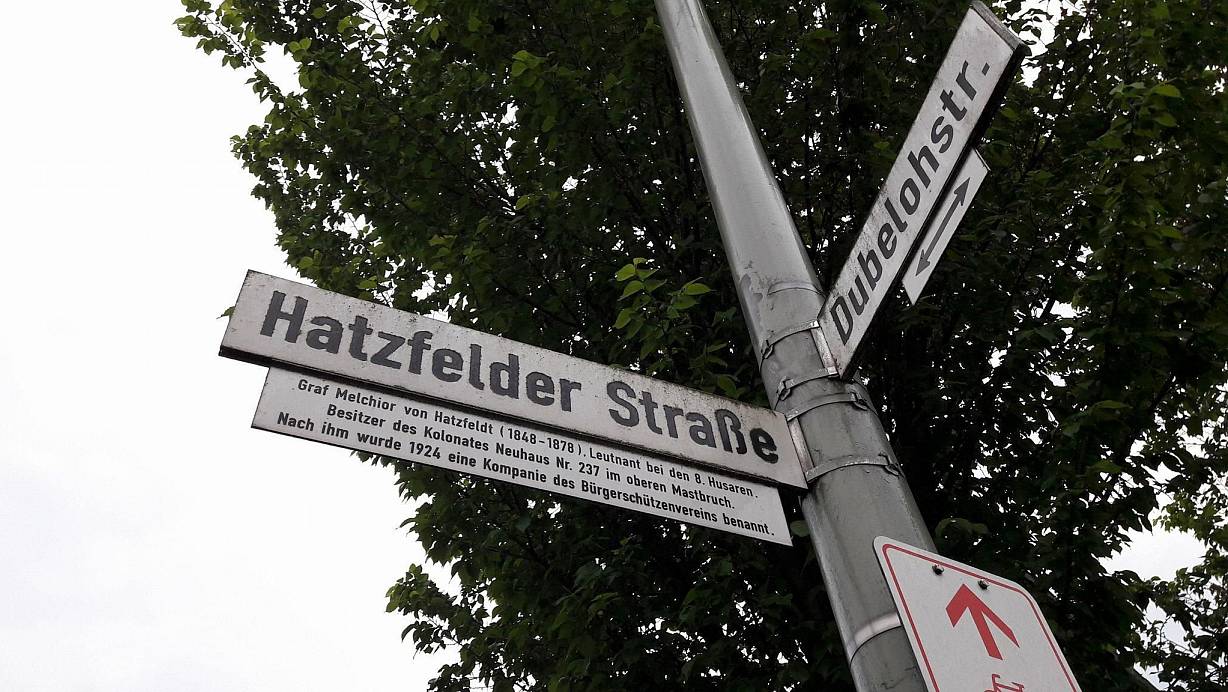 Hatzfelder Straße
Graf Melchior von Hatzfeldt (1848-1878), Leutnant bei den 8. Husaren.
Besitzer des Kolonates Neuhaus Nr. 237 im oberen Mastbruch.
Nach ihm wurde 1924 eine Kompanie des Bürgerschützenvereins benannt.
Dubelohstr.